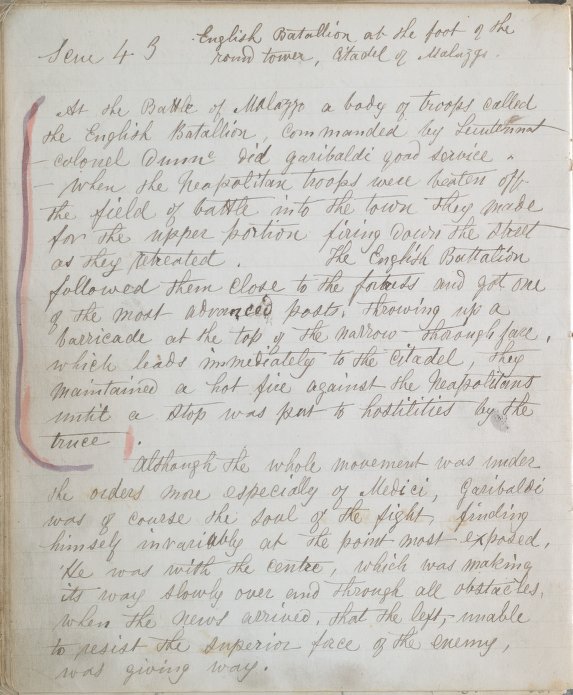 English Batallion at the foot of the
Scene 43 round tower, Citadel of Malazzo.
At the Battle of Malazzo a body of troops called
the English Batallion, commanded by Lieutenant
colonel Dunne did garibaldi good service.
When the Neapolitan troops were beaten off
the field of battle into the town they made
for the upper portion firing down the street
as they retreated. The English Battalion
followed them close to the fortress and got one
of the most advanced posts, throwing up a
barricade at the top of the narrow thoroughfare,
which leads immediately to the citadel, they
maintained a hot fire against the Neapolitans
until a stop was put to hostilities by the
truce.
Although the whole movement was under
the orders more especially of Medici, Garibaldi
was of course the soul of the fight, finding
himself invariably at the point most exposed.
He was with the centre, which was making
its way slowly over and through all obstacles,
when the news arrived, that the left, unable
to resist the superior force of the enemy,
was giving way.